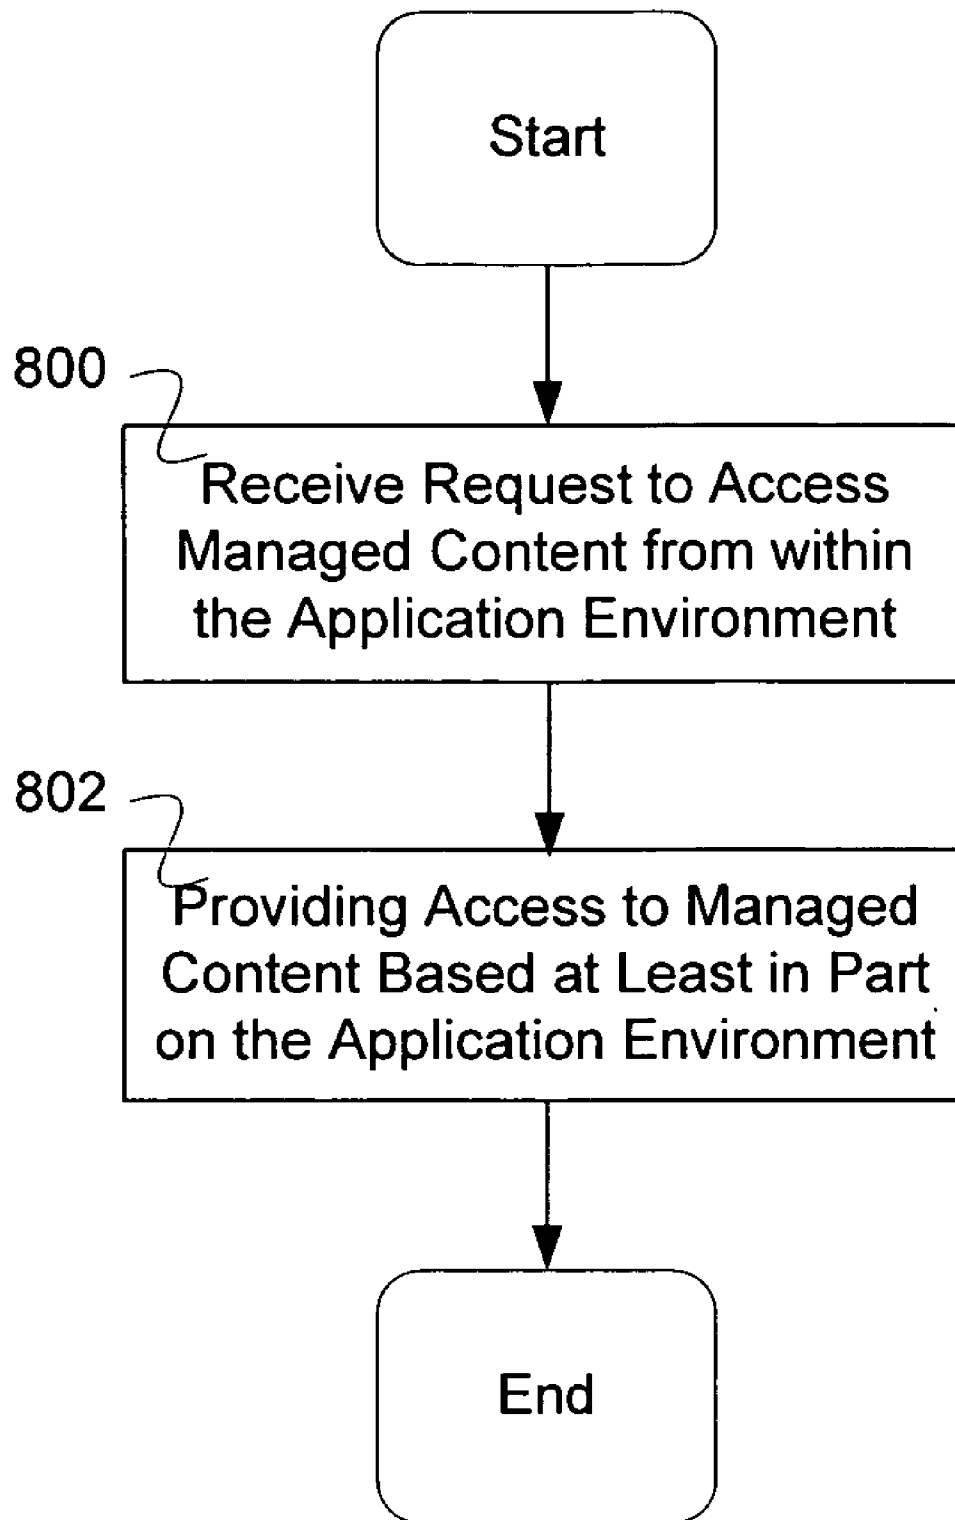 Start
800
Receive Request to Access
Managed Content from within
the Application Environment
802
Providing Access to Managed
Content Based at Least in Part
on the Application Environment
End